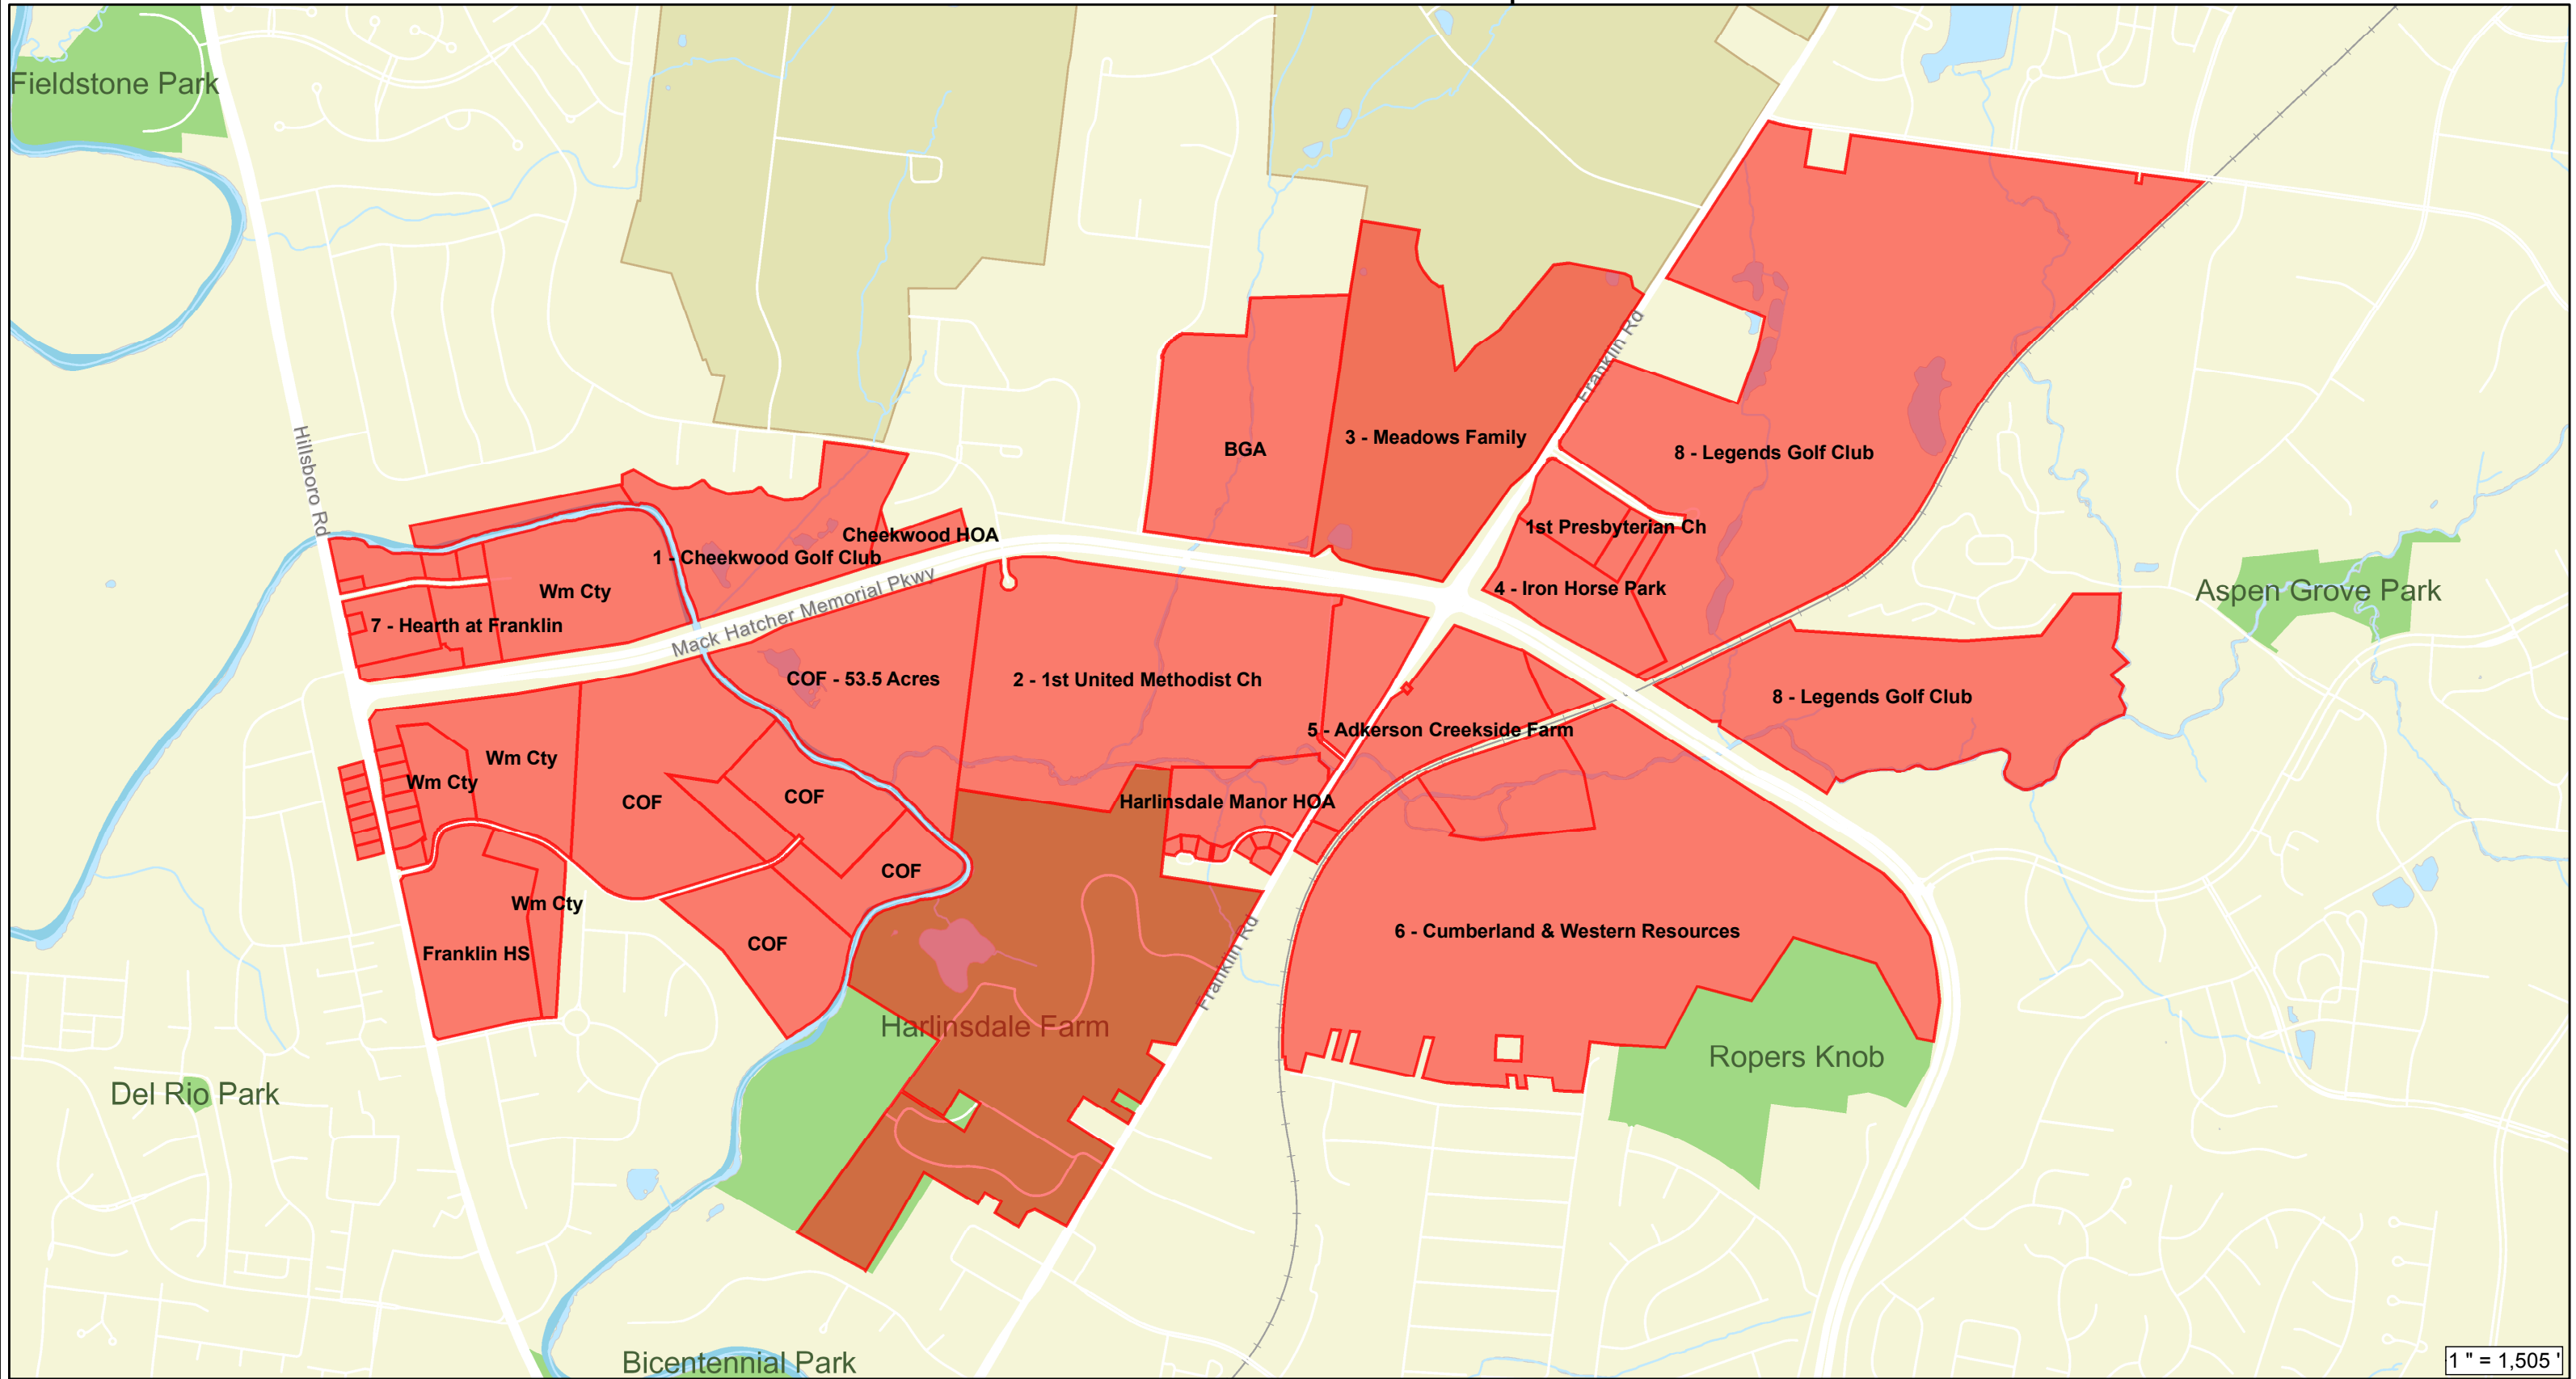 Fieldstone Park
Hillsboro Rd
Franklin Rd
BGA
3 - Meadows Family
8 - Legends Golf Club
1st Presbyterian Ch
Cheekwood HOA
1 - Cheekwood Golf Club
Wm Cty
4 - Iron Horse Park
Aspen Grove Park
7 - Hearth at Franklin
Mack Hatcher Memorial Pkwy
COF - 53.5 Acres
2 - 1st United Methodist Ch
8 - Legends Golf Club
5 - Adkerson Creekside Farm
Wm Cty
Wm Cty
COF
COF
Harlinsdale Manor HOA
COF
Wm Cty
Franklin HS
COF
Franklin Rd
6 - Cumberland & Western Resources
Harlinsdale Farm
Ropers Knob
Del Rio Park
Bicentennial Park
1 " = 1,505 '